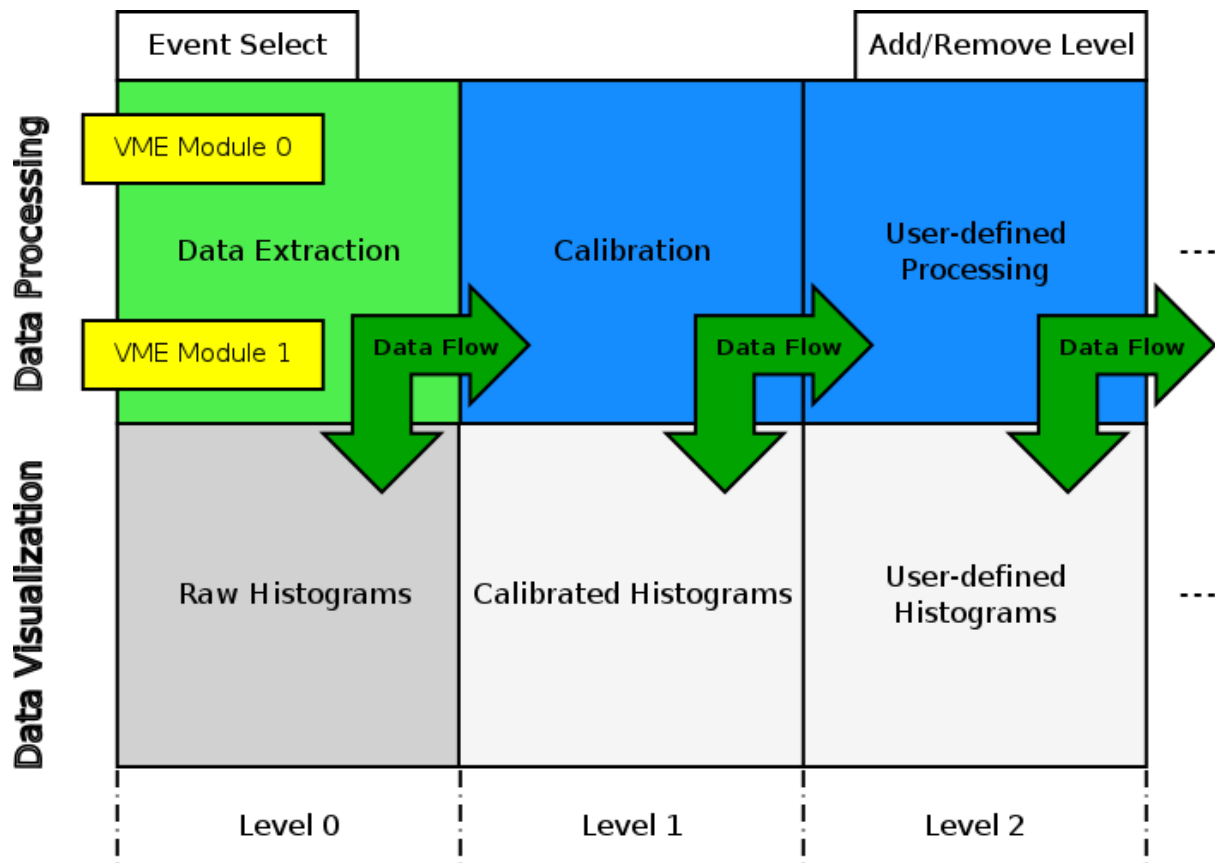 Event Select
Add/Remove Level
Data Processing
VME Module 0
Data Extraction
Calibration
User-defined
Processing
VME Module 1
Data Flow
Data Flow
Data Flow
Data Visualization
Raw Histograms
Calibrated Histograms
User-defined
Histograms
Level 0
Level 1
Level 2